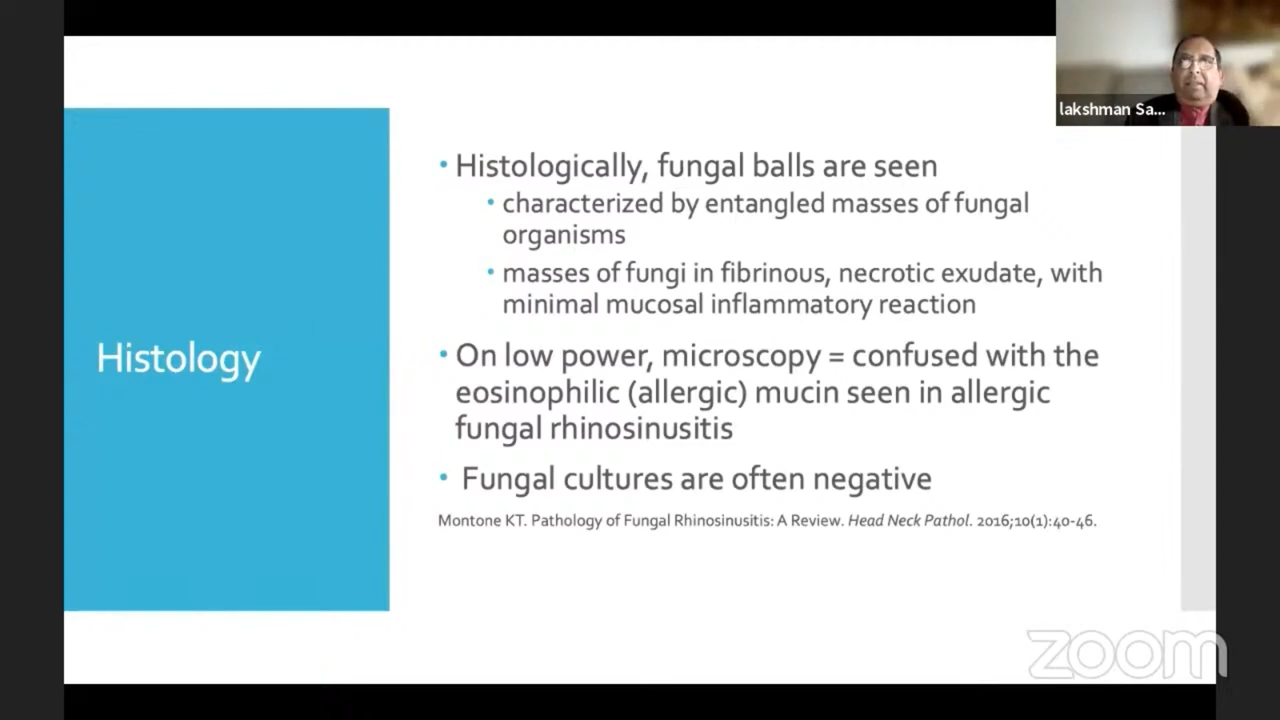 lakshman Sa...
Histology
• Histologically, fungal balls are seen
• characterized by entangled masses of fungal
organisms
• masses of fungi in fibrinous, necrotic exudate, with
minimal mucosal inflammatory reaction
• On low power, microscopy = confused with the
eosinophilic (allergic) mucin seen in allergic
fungal rhinosinusitis
• Fungal cultures are often negative
Montone KT. Pathology of Fungal Rhinosinusitis: A Review. Head Neck Pathol. 2016;10(1):40-46.
zoom